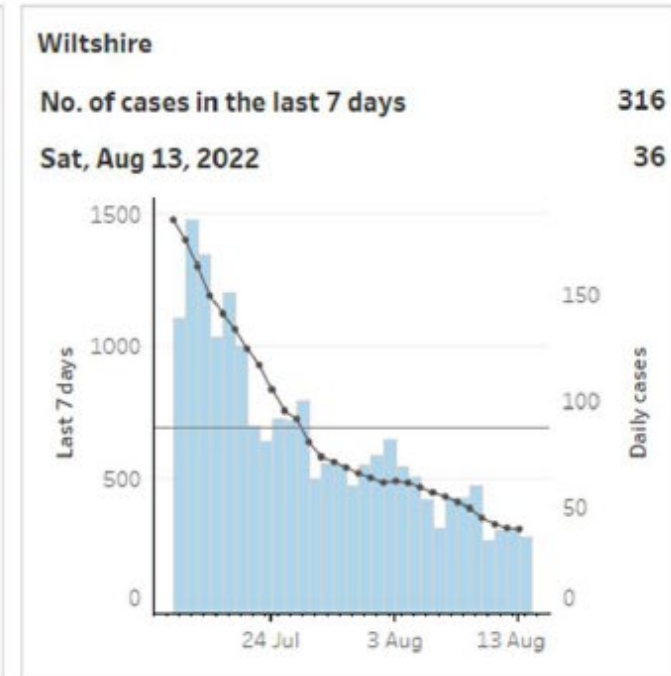 Wiltshire
No. of cases in the last 7 days 316
Sat, Aug 13, 2022 36
1500
1000
500
0
Last 7 days
150
100
50
0
Daily cases
24 Jul 3 Aug 13 Aug